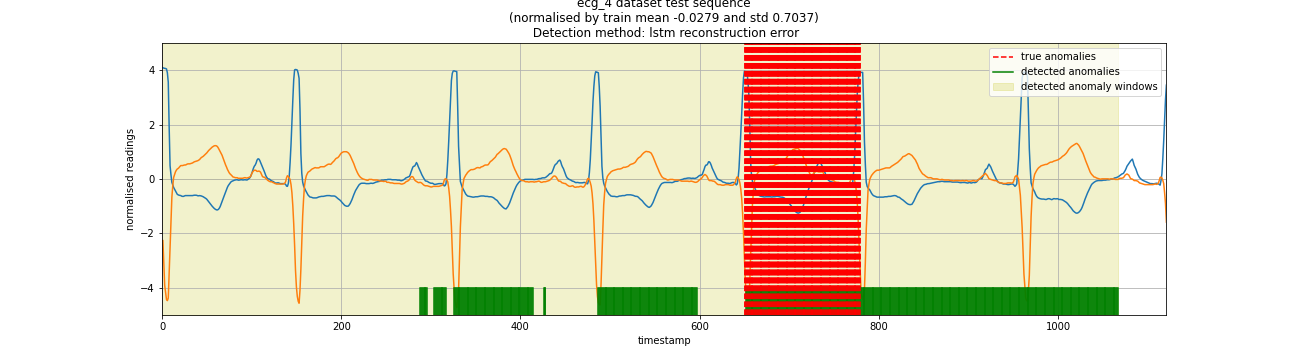 ecg_4 dataset test sequence
(normalised by train mean -0.0279 and std 0.7037)
Detection method: lstm reconstruction error
true anomalies
detected anomalies
detected anomaly windows
normalised readings
4
2
0
−2
−4
0 200 400 600 800 1000
timestamp